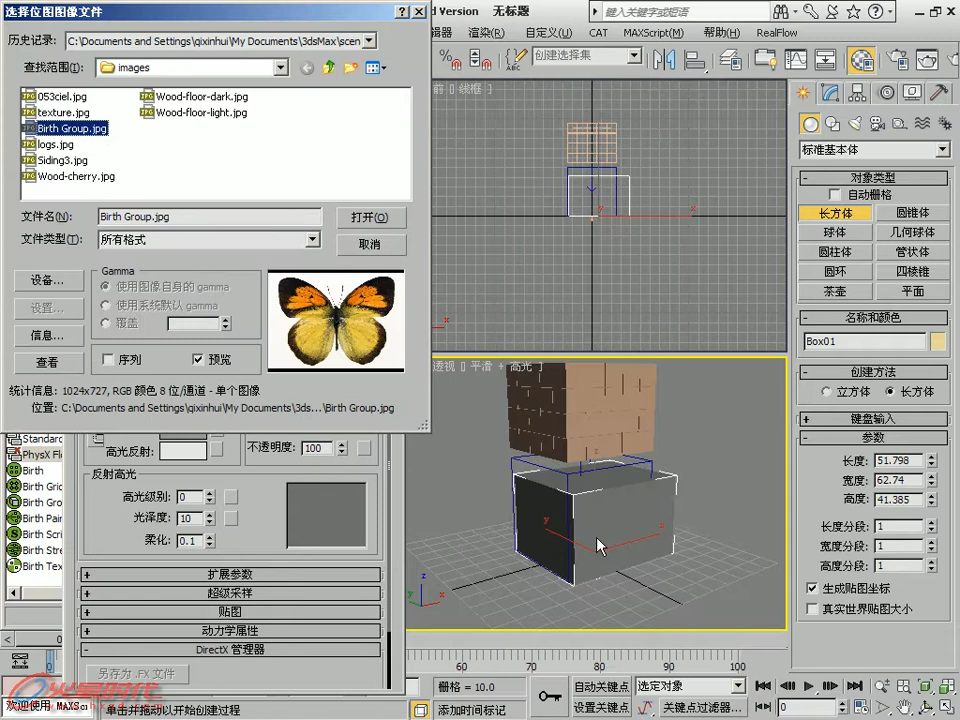 选择位图图像文件
Version 无标题
键入关键字或短语
历史记录: C:\Documents and Settings\qixinhui\My Documents\3dsMax\scen
渲染(R) 自定义(U) CAT MAXScript(M) 帮助(H) RealFlow
查找范围(I): images
创建选择集
053ciel.jpg
texture.jpg
Birth Group.jpg
logs.jpg
Siding3.jpg
Wood-cherry.jpg
Wood-floor-dark.jpg
Wood-floor-light.jpg
前 [] 线框 ]
文件名(N): Birth Group.jpg 打开(O)
文件类型(T): 所有格式 取消
设备...
设置...
信息...
查看
Gamma
使用图像自身的 gamma
使用系统默认 gamma
覆盖
序列 预览
统计信息: 1024x727, RGB 颜色, 8 位/通道 - 单个图像
位置: C:\Documents and Settings\qixinhui\My Documents\3ds...\Birth Group.jpg
标准基本体
对象类型
自动栅格
长方体 圆锥体
球体 几何球体
圆柱体 管状体
圆环 四棱锥
茶壶 平面
名称和颜色
Box01
创建方法
立方体 长方体
键盘输入
参数
长度: 51.798
宽度: 62.74
高度: 41.385
长度分段: 1
宽度分段: 1
高度分段: 1
生成贴图坐标
真实世界贴图大小
透视 [] 平滑 + 高光 ]
Standard
PhysX Fl
Birth
Birth Gri
Birth Gro
Birth Pain
Birth Scri
Birth Stre
Birth Tex
高光反射: 不透明度: 100
反射高光
高光级别: 0
光泽度: 10
柔化: 0.1
扩展参数
超级采样
贴图
动力学属性
DirectX 管理器
另存为 .FX 文件
60 70 80 90 100
栅格 = 10.0
添加时间标记
自动关键点 选定对象
设置关键点 关键点过滤器...
0
火星时代
欢迎使用 MAXSc
单击并拖动以开始创建过程